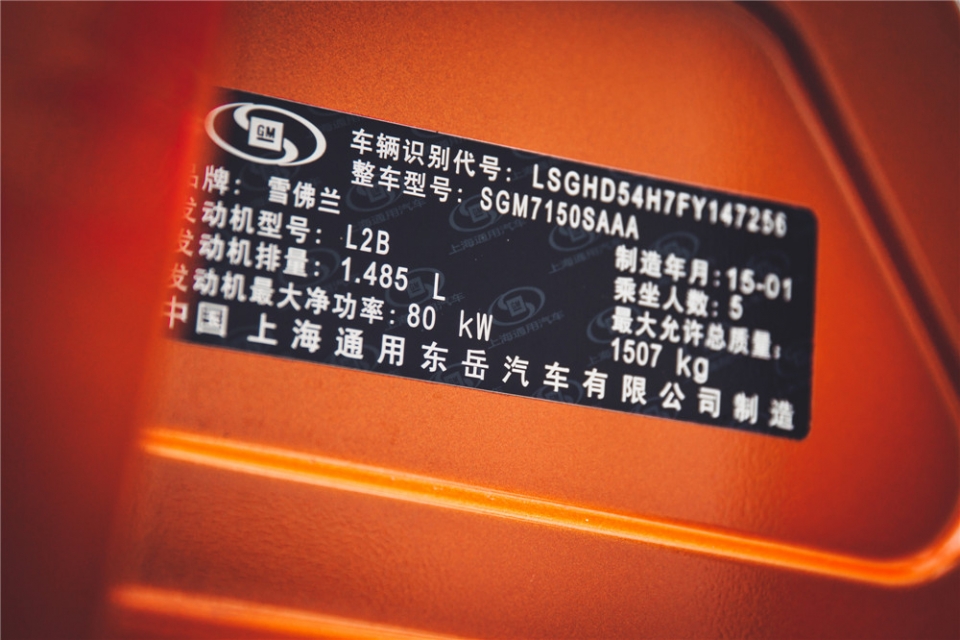 GM
车辆识别代号：LSGHD54H7FY147256
整车型号：SGM7150SAAA
品牌：雪佛兰
发动机型号：L2B
制造年月：15-01
发动机排量：1.485 L
乘坐人数：5
发动机最大净功率：80 kW
最大允许总质量：
1507 kg
中国上海通用东岳汽车有限公司制造